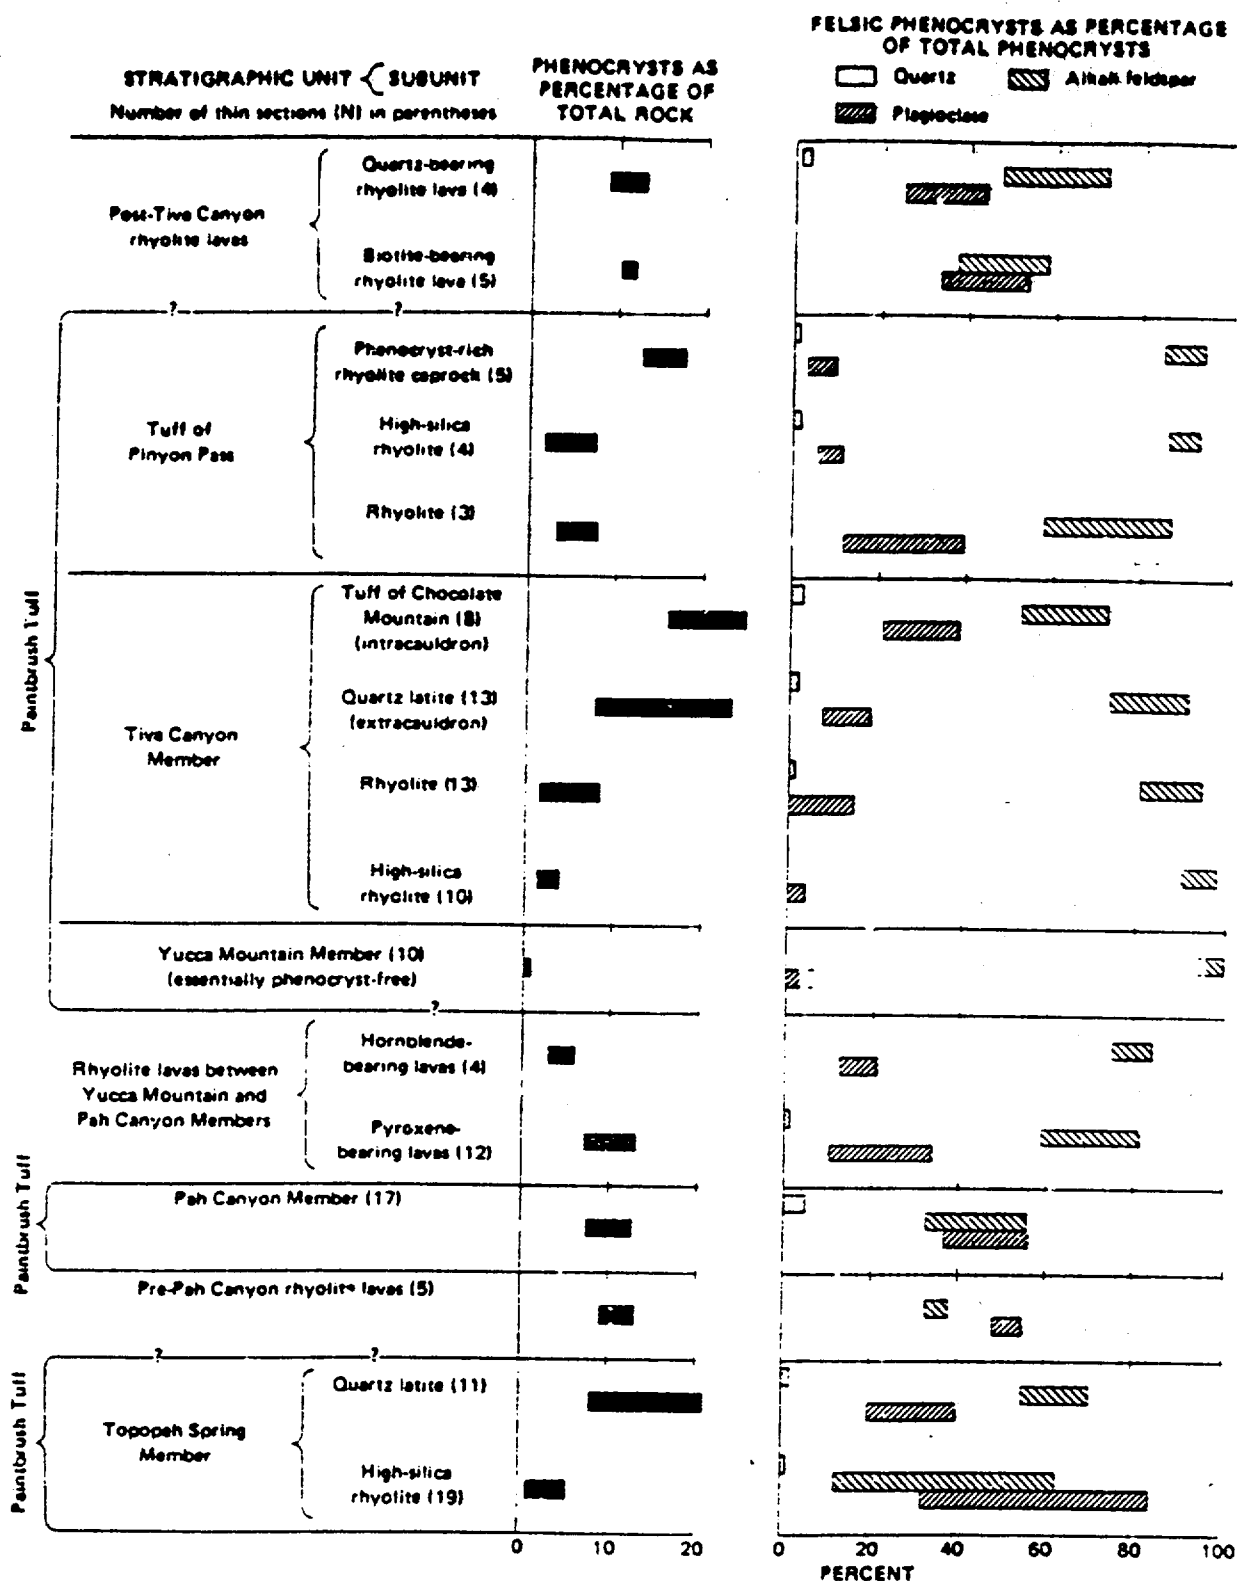 FELSIC PHENOCRYSTS AS PERCENTAGE
OF TOTAL PHENOCRYSTS
Quartz
Alkali feldspar
Plagioclase
STRATIGRAPHIC UNIT { SUBUNIT
Number of thin sections (N) in parentheses
PHENOCRYSTS AS
PERCENTAGE OF
TOTAL ROCK
Post-Tiva Canyon
rhyolite lavas
Quartz-bearing
rhyolite lava (4)
Biotite-bearing
rhyolite lava (5)
?
?
Paintbrush Tuff
Tuff of
Pinyon Pass
Phenocryst-rich
rhyolite caprock (5)
High-silica
rhyolite (4)
Rhyolite (3)
Tiva Canyon
Member
Tuff of Chocolate
Mountain (8)
(intracauldron)
Quartz latite (13)
(extracauldron)
Rhyolite (13)
High-silica
rhyolite (10)
Yucca Mountain Member (10)
(essentially phenocryst-free)
?
Rhyolite lavas between
Yucca Mountain and
Pah Canyon Members
Hornblende-
bearing lavas (4)
Pyroxene-
bearing lavas (12)
Paintbrush Tuff
Pah Canyon Member (17)
Pre-Pah Canyon rhyolite lavas (5)
?
?
Paintbrush Tuff
Topopah Spring
Member
Quartz latite (11)
High-silica
rhyolite (19)
0 10 20
0 20 40 60 80 100
PERCENT